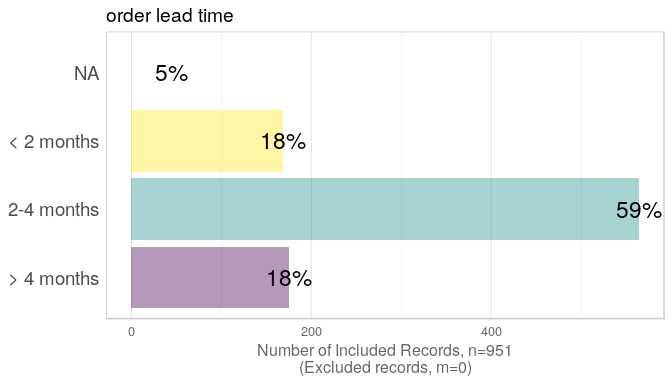 order lead time
NA
5%
< 2 months
18%
2-4 months
59%
> 4 months
18%
0
200
400
Number of Included Records, n=951
(Excluded records, m=0)